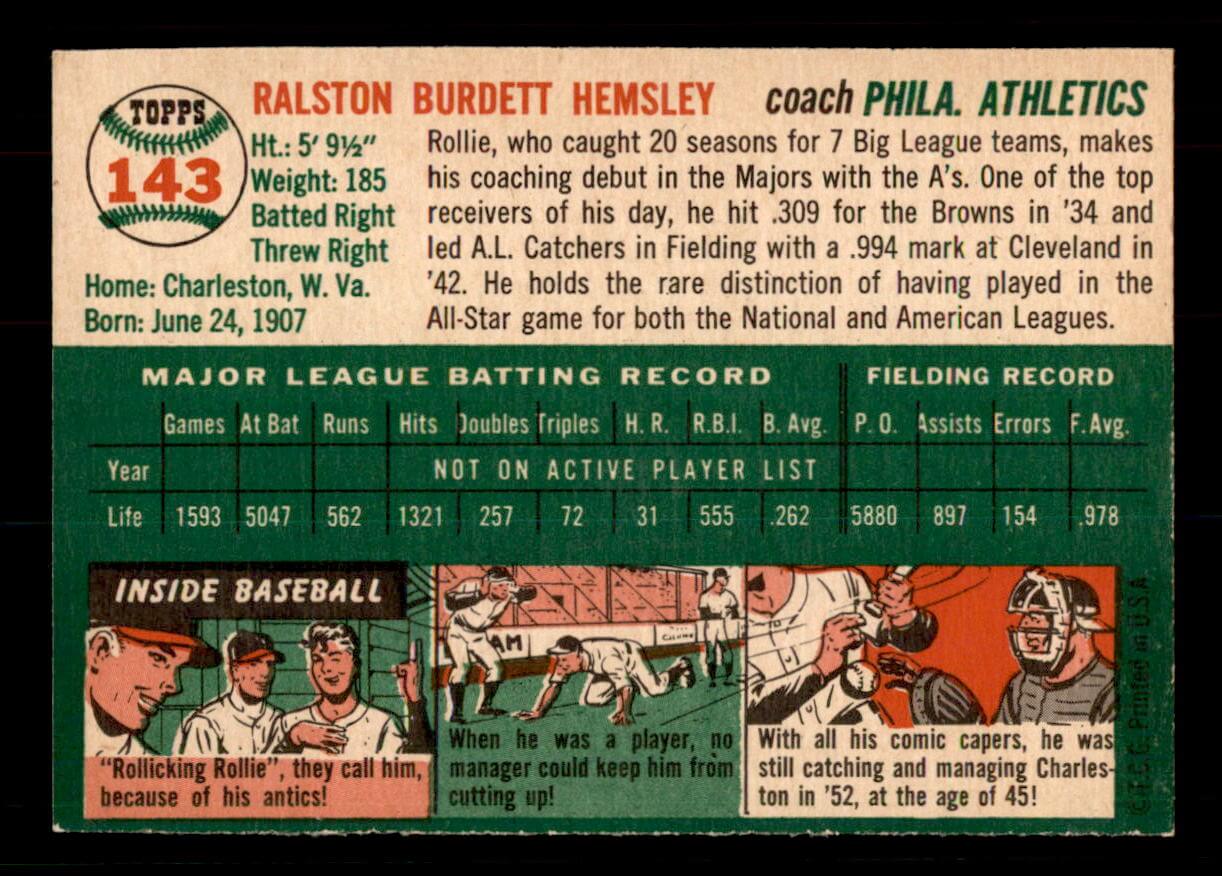 TOPPS
143
RALSTON BURDETT HEMSLEY coach PHILA. ATHLETICS
Ht.: 5' 9½"
Weight: 185
Batted Right
Threw Right
Home: Charleston, W. Va.
Born: June 24, 1907
Rollie, who caught 20 seasons for 7 Big League teams, makes
his coaching debut in the Majors with the A's. One of the top
receivers of his day, he hit .309 for the Browns in '34 and
led A.L. Catchers in Fielding with a .994 mark at Cleveland in
'42. He holds the rare distinction of having played in the
All-Star game for both the National and American Leagues.
MAJOR LEAGUE BATTING RECORD FIELDING RECORD
Games At Bat Runs Hits Doubles Triples H. R. R.B.I. B. Avg. P. O. Assists Errors F. Avg.
Year NOT ON ACTIVE PLAYER LIST
Life 1593 5047 562 1321 257 72 31 555 .262 5880 897 154 .978
INSIDE BASEBALL
"Rollicking Rollie", they call him,
because of his antics!
AM
When he was a player, no
manager could keep him from
cutting up!
With all his comic capers, he was
still catching and managing Charles-
ton in '52, at the age of 45!
© T.C.G. Printed in U.S.A